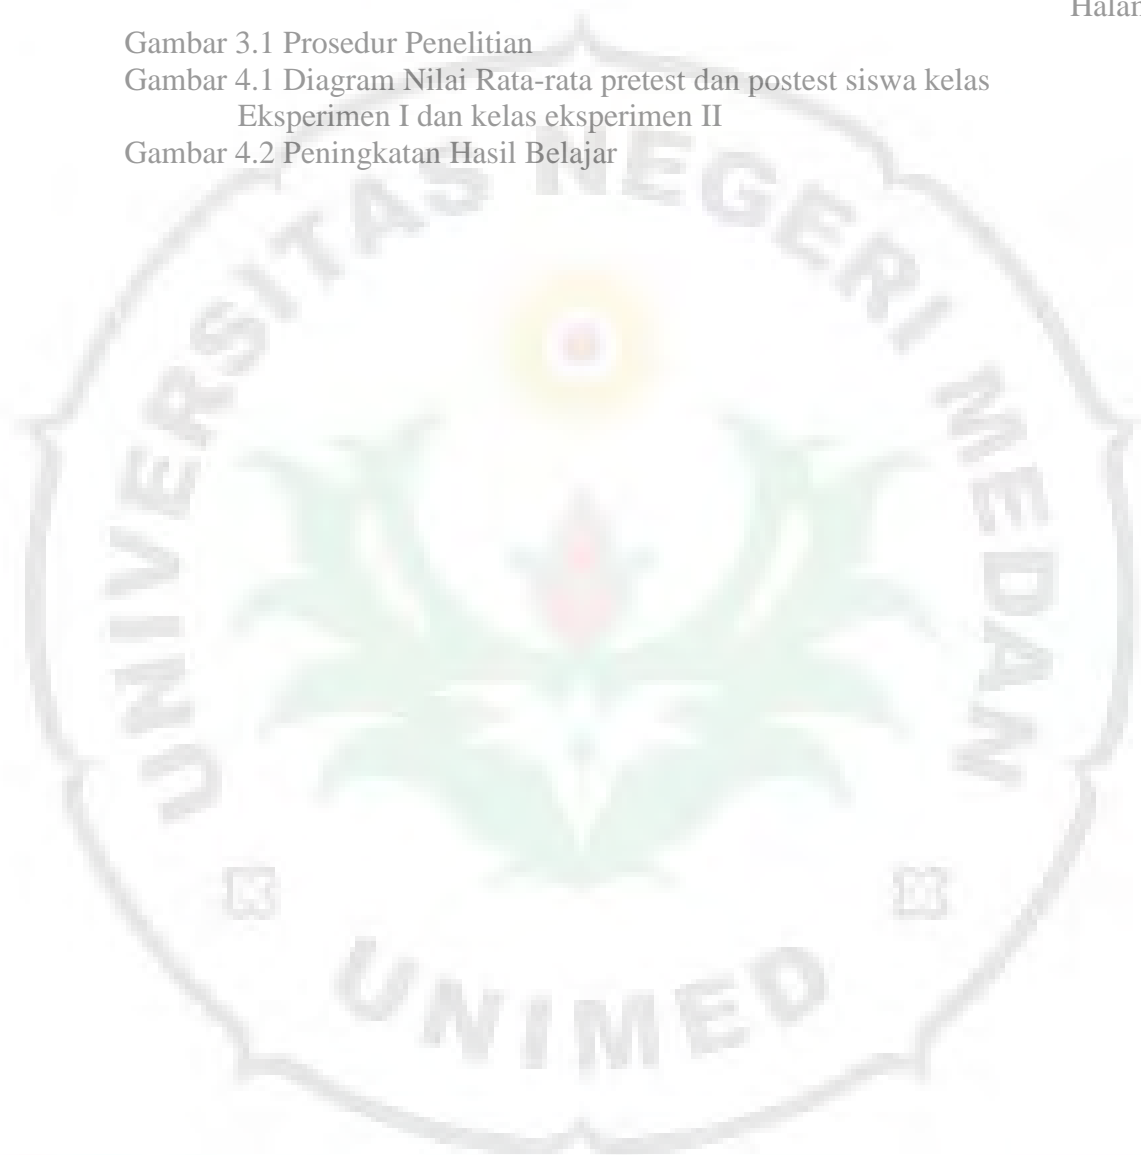 Halan
Gambar 3.1 Prosedur Penelitian
Gambar 4.1 Diagram Nilai Rata-rata pretest dan postest siswa kelas
Eksperimen I dan kelas eksperimen II
Gambar 4.2 Peningkatan Hasil Belajar
UNIVERSITAS NEGERI MEDAN
UNIMED